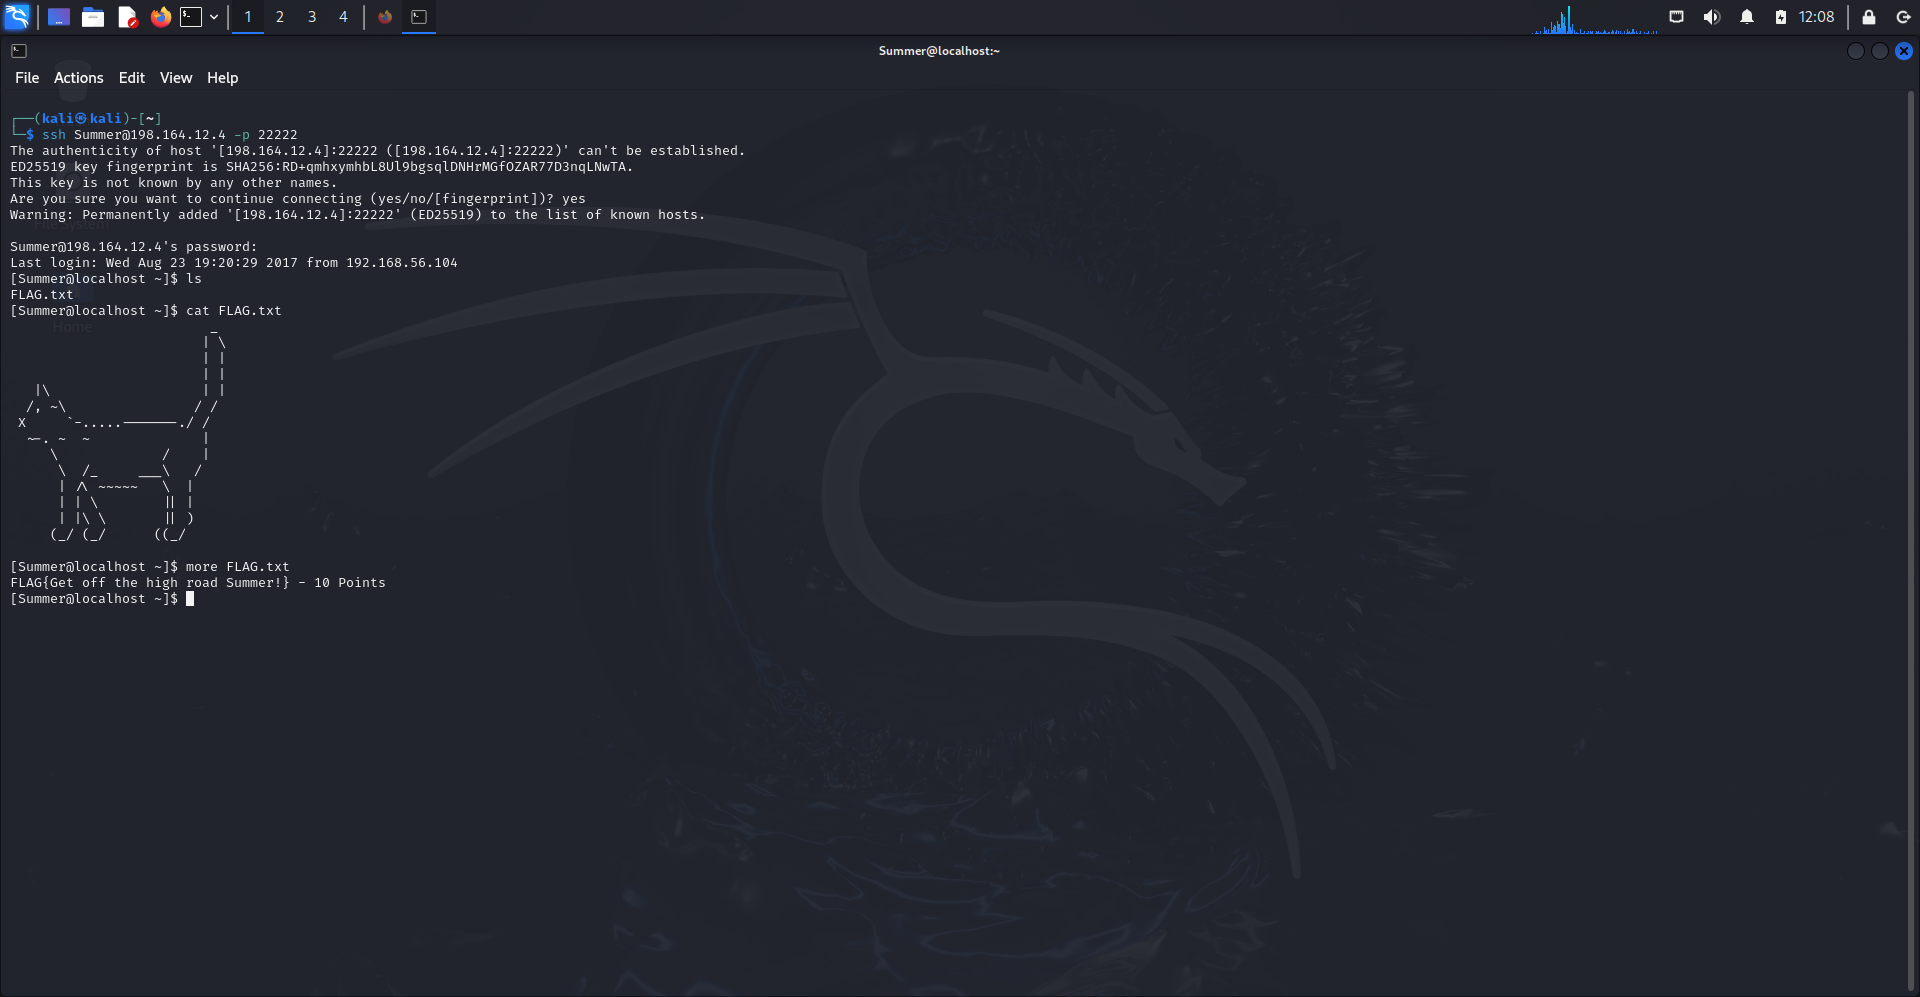 1 2 3 4 12:08
Summer@localhost:~
File Actions Edit View Help
┌──(kali㉿kali)-[~]
└─$ ssh Summer@198.164.12.4 -p 22222
The authenticity of host '[198.164.12.4]:22222 ([198.164.12.4]:22222)' can't be established.
ED25519 key fingerprint is SHA256:RD+qmhxymhbL8Ul9bgsqlDNHrMGfOZAR77D3nqLNwTA.
This key is not known by any other names.
Are you sure you want to continue connecting (yes/no/[fingerprint])? yes
Warning: Permanently added '[198.164.12.4]:22222' (ED25519) to the list of known hosts.
File System
Summer@198.164.12.4's password:
Last login: Wed Aug 23 19:20:29 2017 from 192.168.56.104
[Summer@localhost ~]$ ls
FLAG.txt
[Summer@localhost ~]$ cat FLAG.txt
Home
                         _
                        | \
                        | |
                        | |
   |\                   | |
  /, ~\                / /
 X     `-.....-------./ /
  ~-. ~  ~              |
     \             /    |
      \  /_     ___\   /
      | /\ ~~~~~   \  |
      | | \        || |
      | |\ \       || )
     (_/ (_/      ((_/
[Summer@localhost ~]$ more FLAG.txt
FLAG{Get off the high road Summer!} - 10 Points
[Summer@localhost ~]$